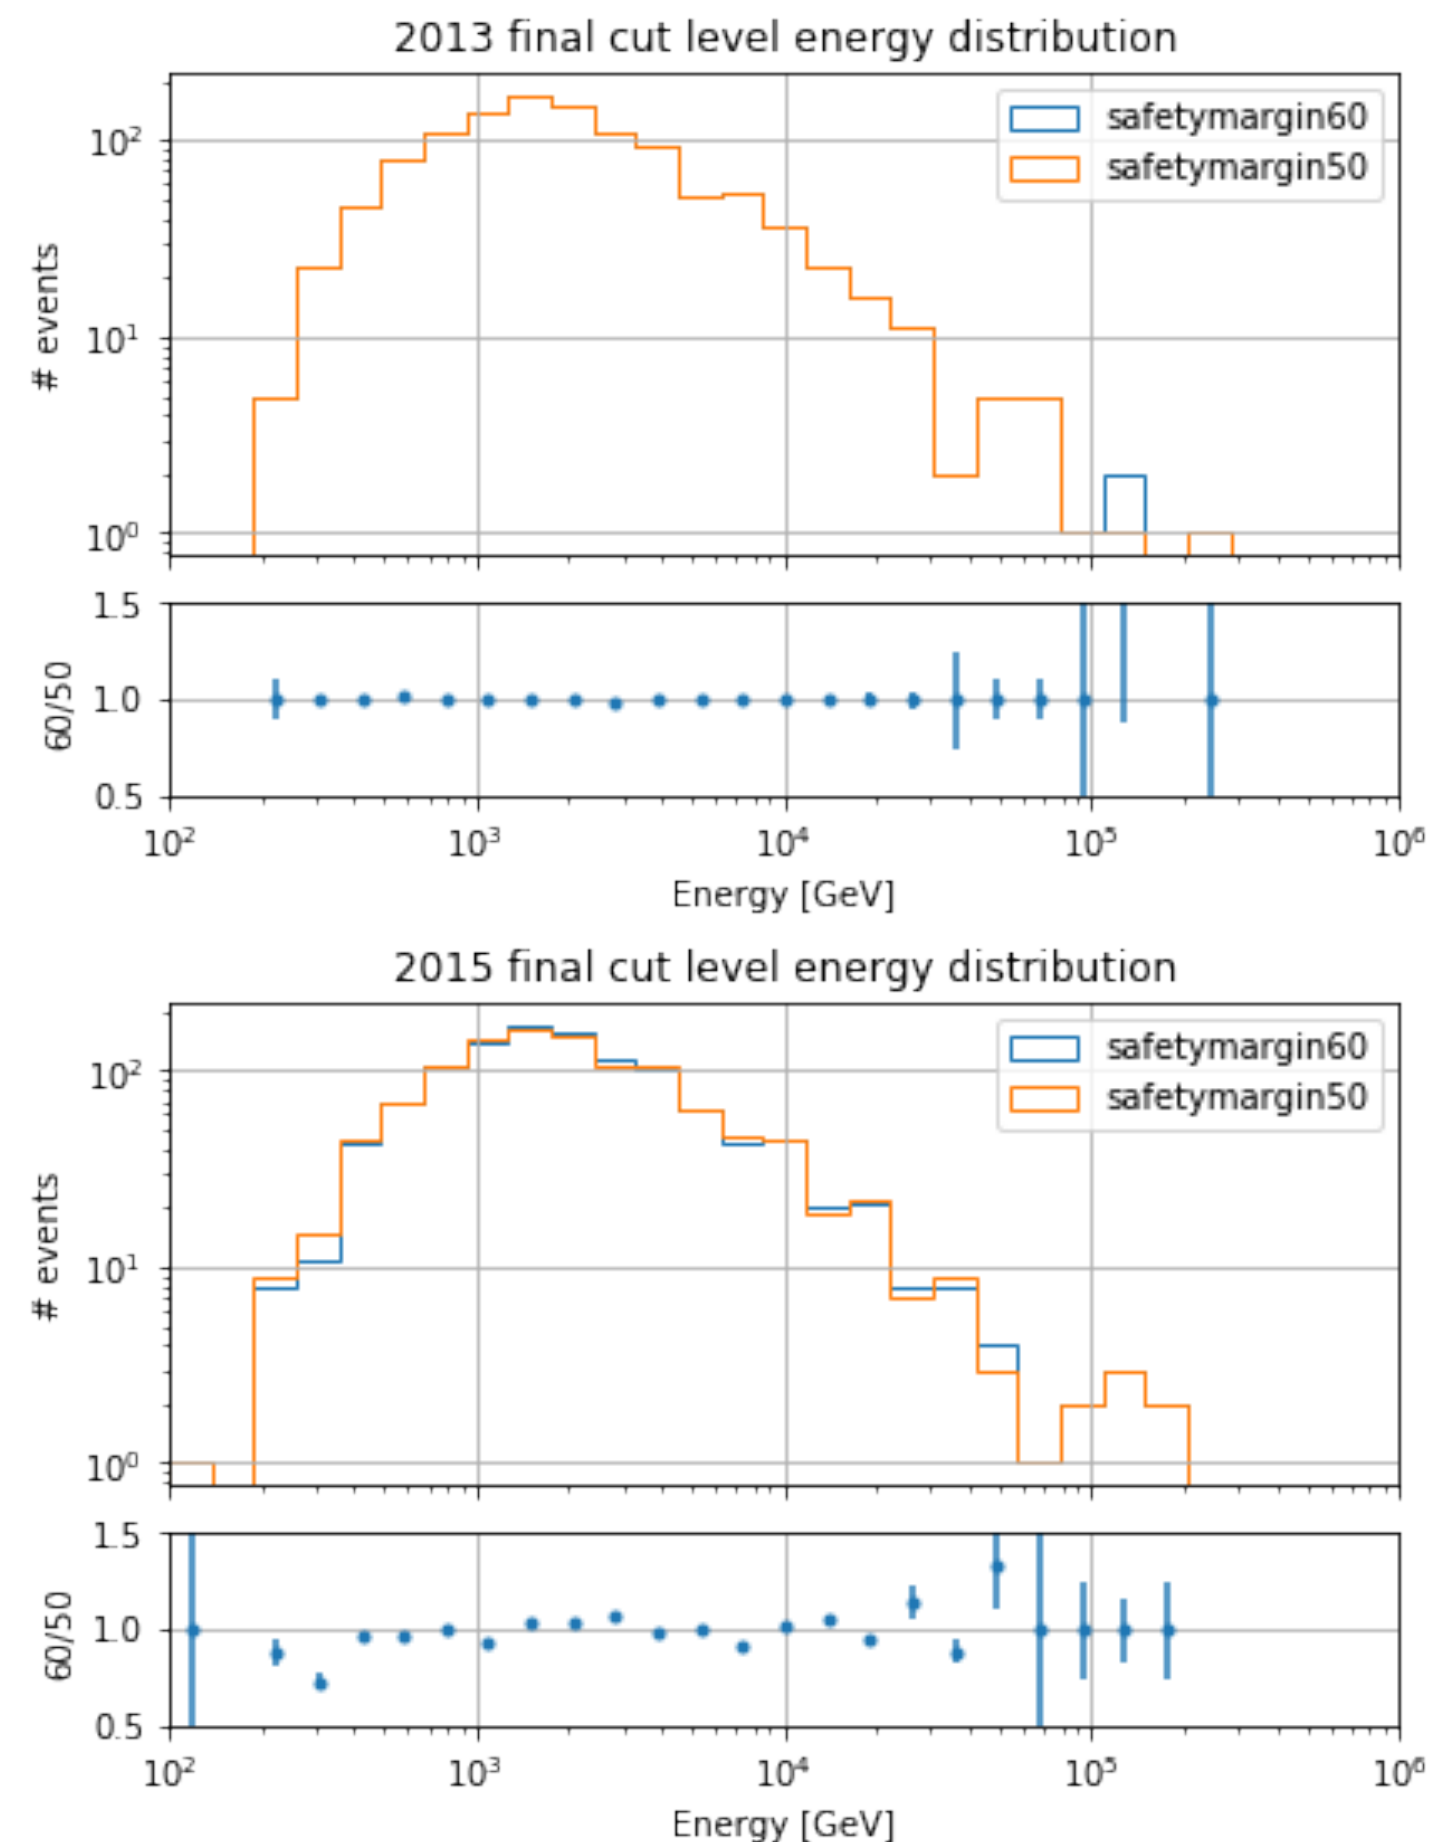 2013 final cut level energy distribution
safetymargin60
safetymargin50
# events
10²
10¹
10⁰
60/50
1.5
1.0
0.5
10² 10³ 10⁴ 10⁵ 10⁶
Energy [GeV]
2015 final cut level energy distribution
safetymargin60
safetymargin50
# events
10²
10¹
10⁰
60/50
1.5
1.0
0.5
10² 10³ 10⁴ 10⁵ 10⁶
Energy [GeV]